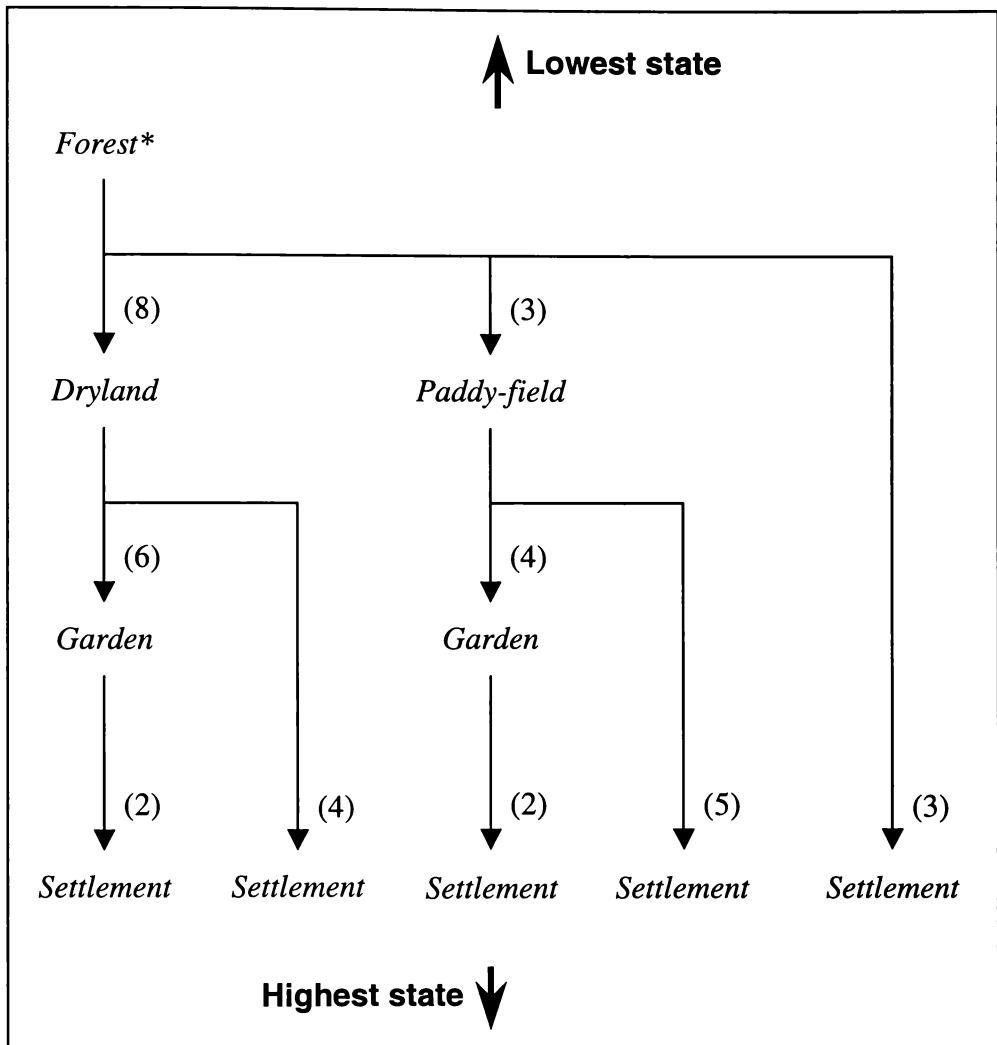 Lowest state
Forest*
(8) (3)
Dryland Paddy-field
(6) (4)
Garden Garden
(2) (4) (2) (5) (3)
Settlement Settlement Settlement Settlement Settlement
Highest state